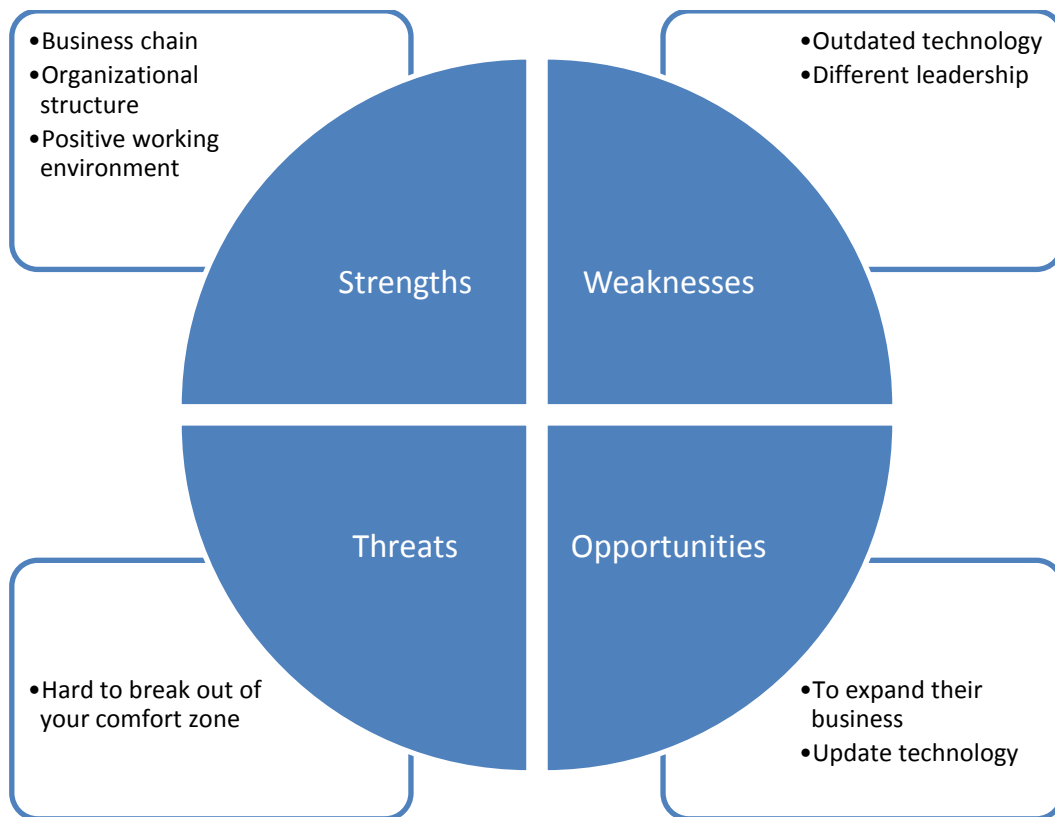 •Business chain
•Organizational
structure
•Positive working
environment
•Outdated technology
•Different leadership
Strengths
Weaknesses
Threats
Opportunities
•Hard to break out of
your comfort zone
•To expand their
business
•Update technology